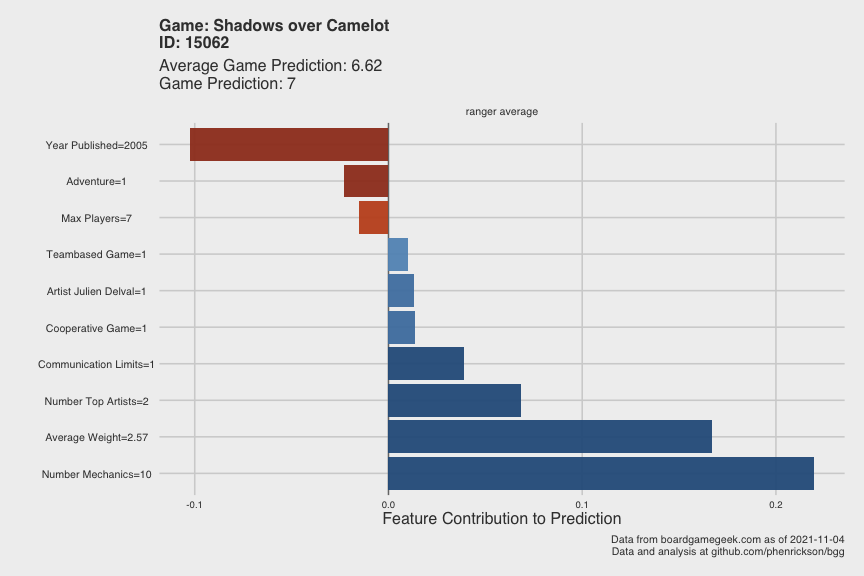 Game: Shadows over Camelot
ID: 15062
Average Game Prediction: 6.62
Game Prediction: 7
ranger average
Year Published=2005
Adventure=1
Max Players=7
Teambased Game=1
Artist Julien Delval=1
Cooperative Game=1
Communication Limits=1
Number Top Artists=2
Average Weight=2.57
Number Mechanics=10
-0.1 0.0 0.1 0.2
Feature Contribution to Prediction
Data from boardgamegeek.com as of 2021-11-04
Data and analysis at github.com/phenrickson/bgg